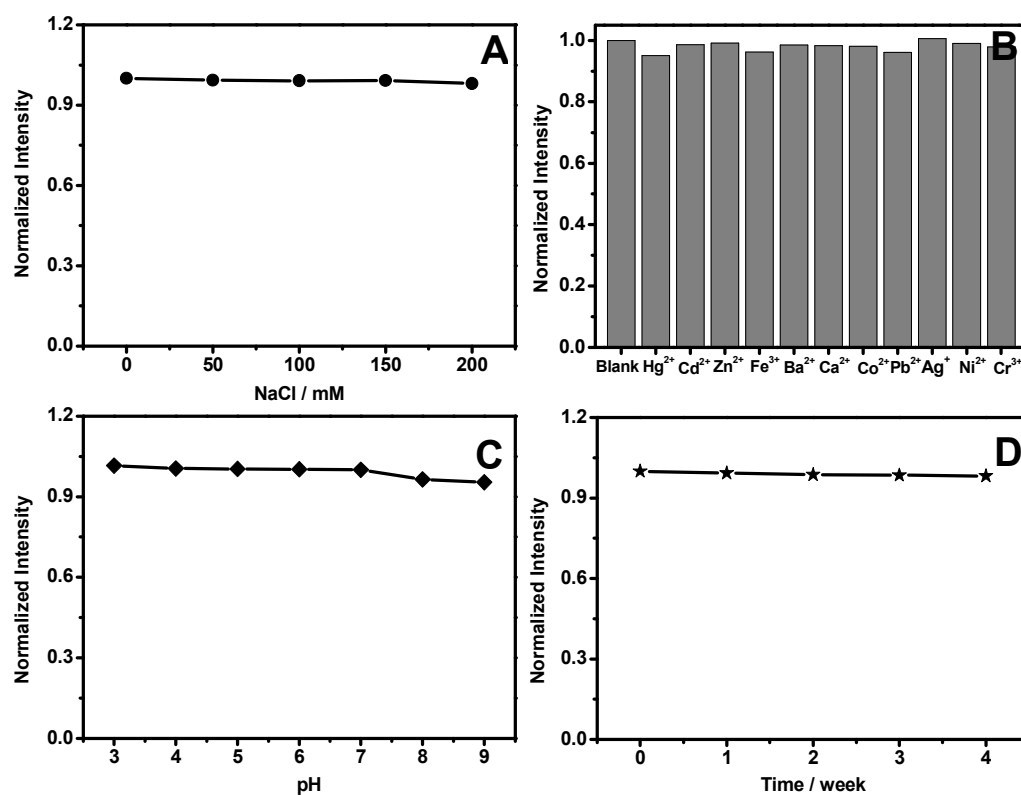 A
Normalized Intensity
1.2
0.9
0.6
0.3
0.0
0 50 100 150 200
NaCl / mM
B
Normalized Intensity
1.0
0.8
0.6
0.4
0.2
0.0
Blank Hg²⁺ Cd²⁺ Zn²⁺ Fe³⁺ Ba²⁺ Ca²⁺ Co²⁺ Pb²⁺ Ag⁺ Ni²⁺ Cr³⁺
C
Normalized Intensity
1.2
0.9
0.6
0.3
0.0
3 4 5 6 7 8 9
pH
D
Normalized Intensity
1.2
0.9
0.6
0.3
0.0
0 1 2 3 4
Time / week